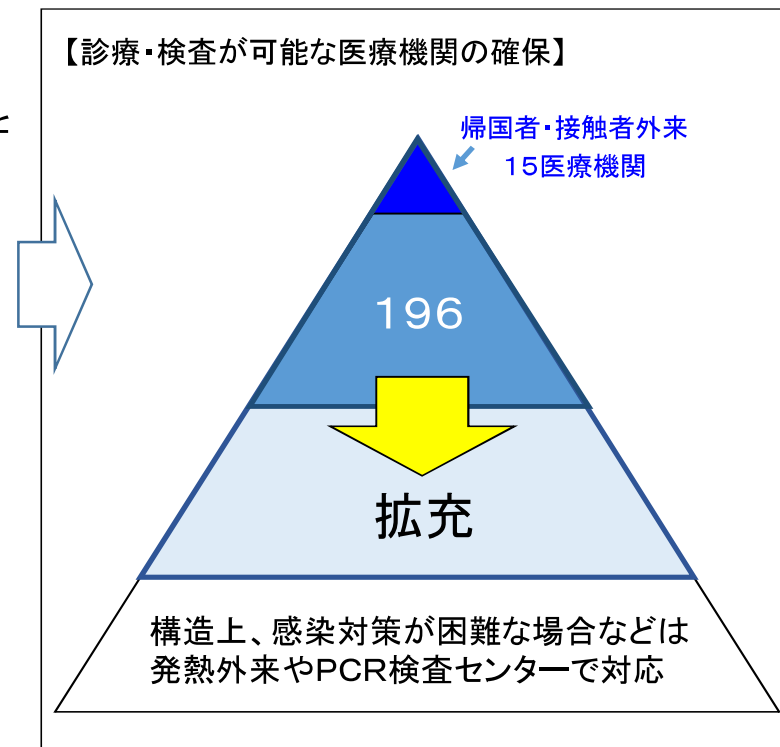 【診療・検査が可能な医療機関の確保】
帰国者・接触者外来
15医療機関
196
拡充
構造上、感染対策が困難な場合などは
発熱外来やPCR検査センターで対応